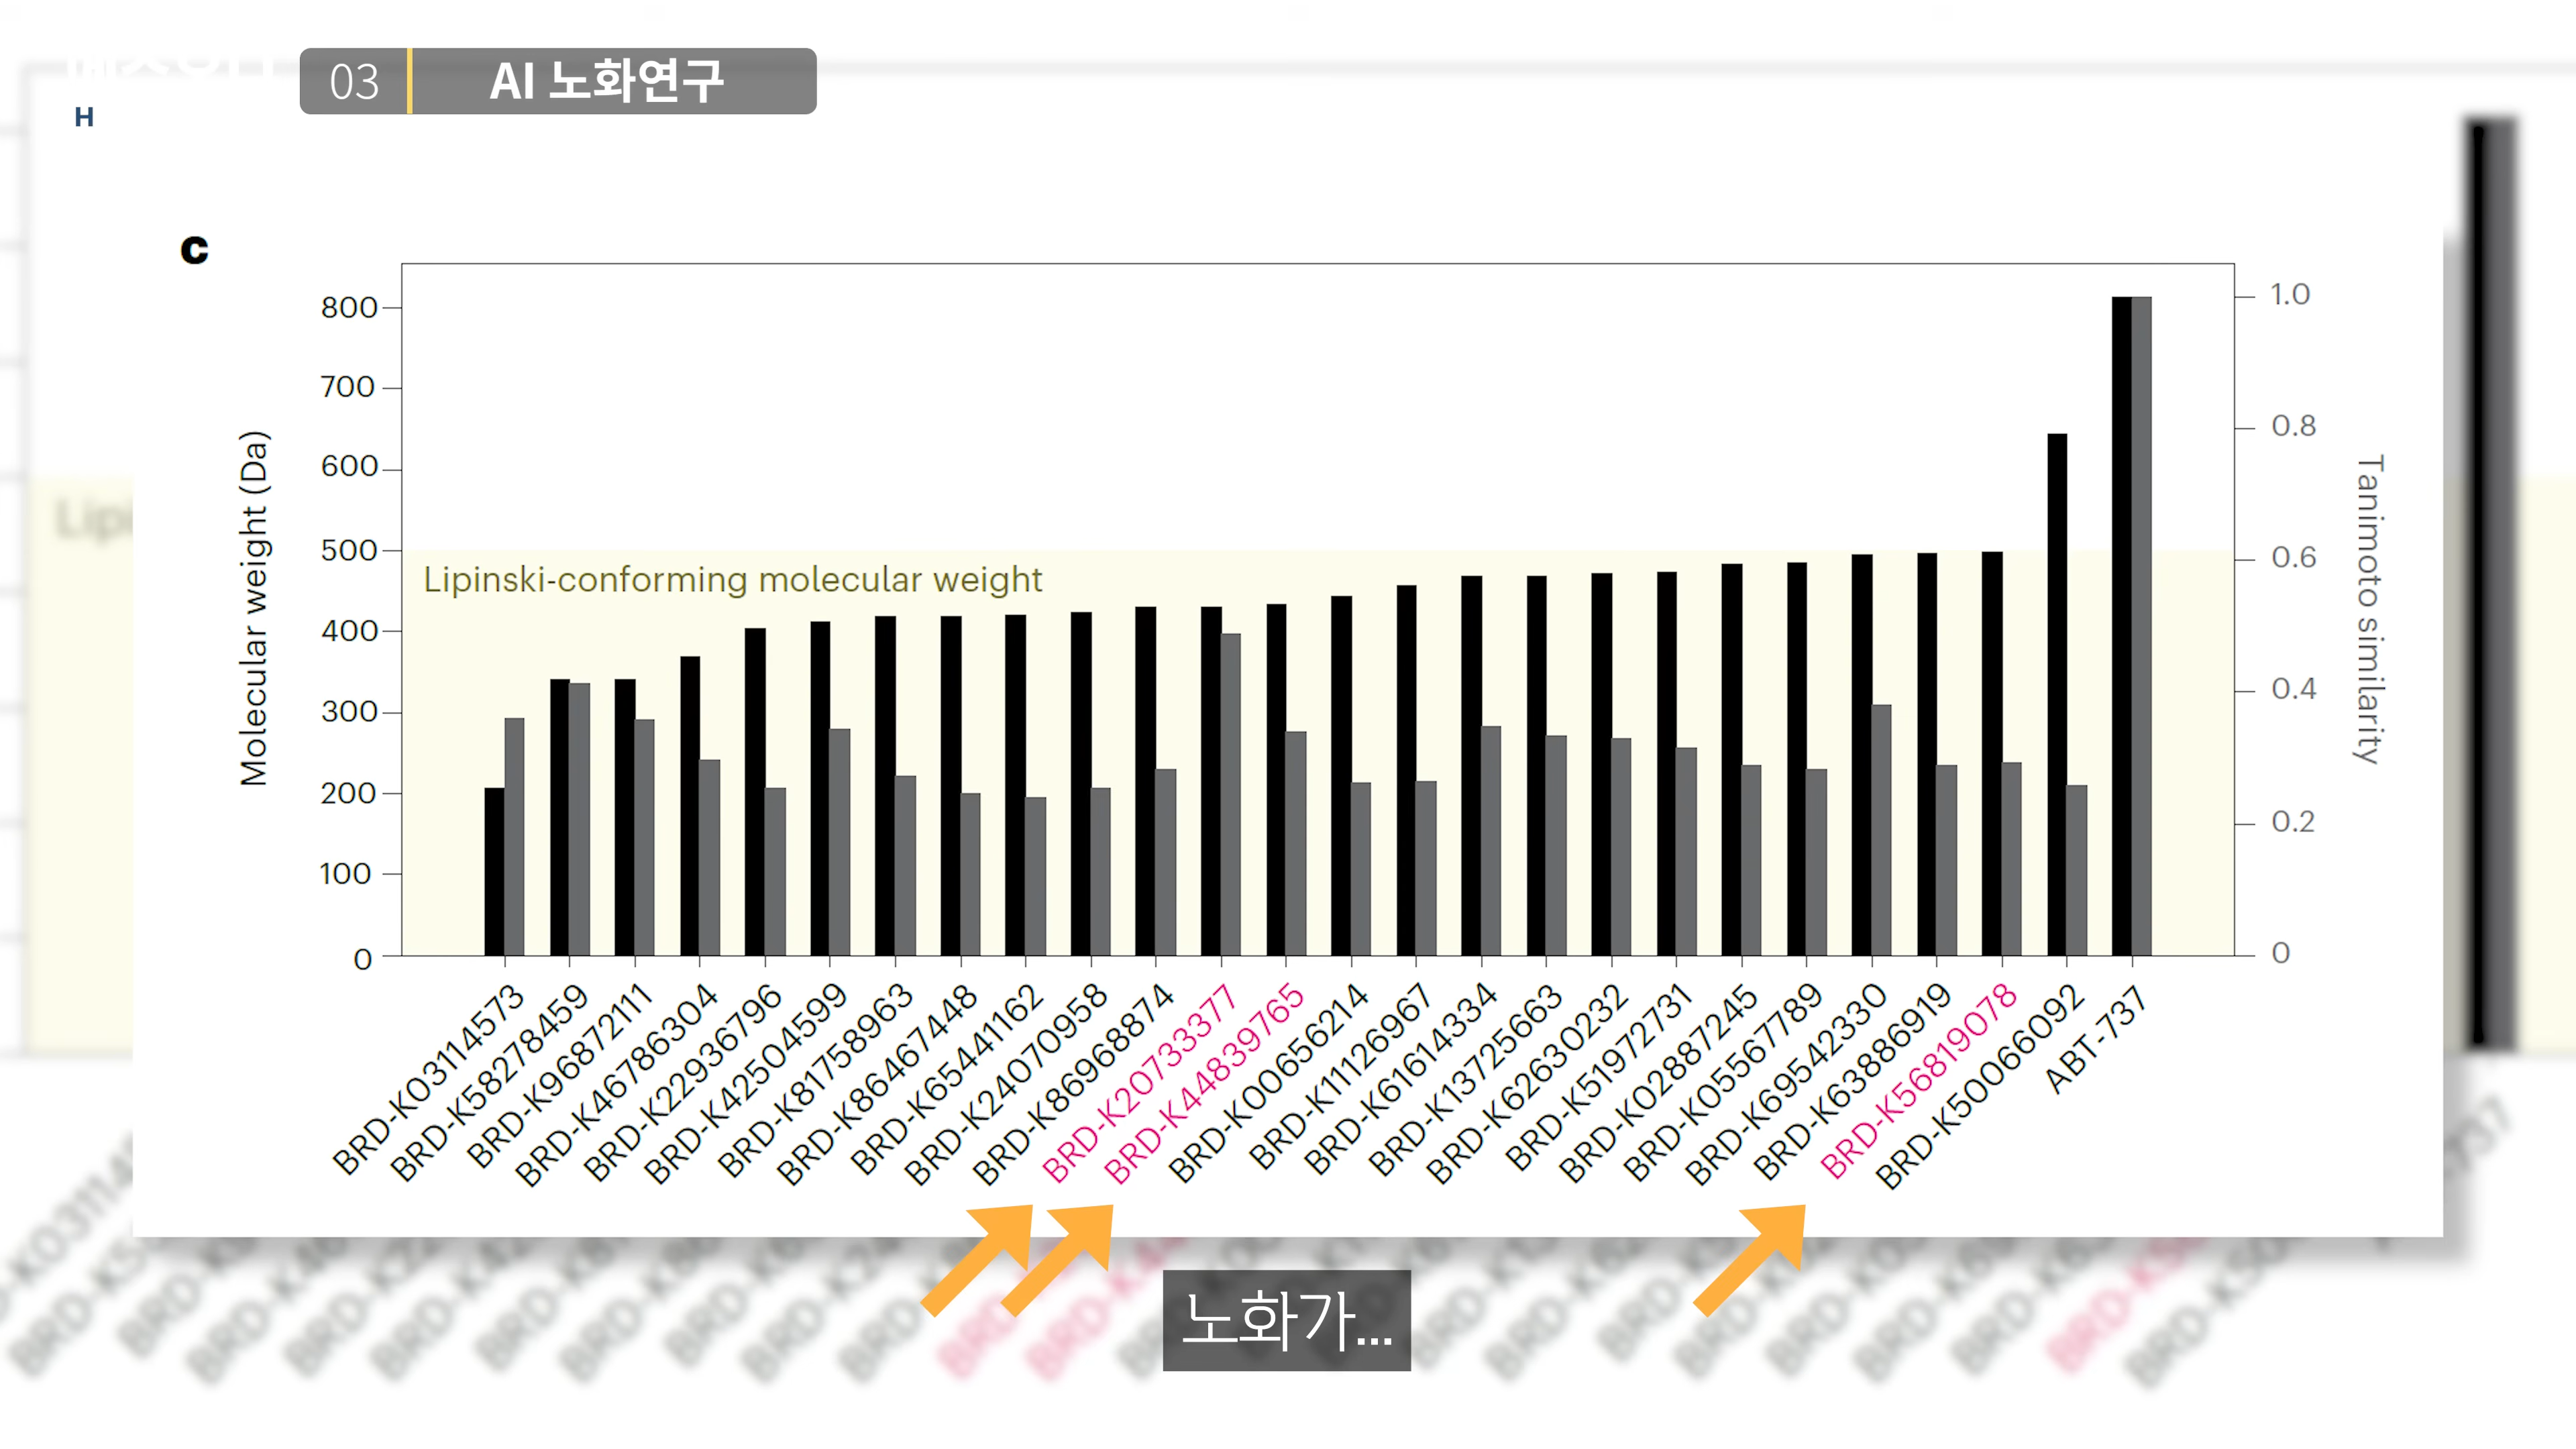 03 AI 노화연구
H
c
Molecular weight (Da)
800
700
600
500
400
300
200
100
0
Lipinski-conforming molecular weight
1.0
0.8
0.6
0.4
0.2
0
Tanimoto similarity
BRD-K03114573
BRD-K58278459
BRD-K96872111
BRD-K46786304
BRD-K22936796
BRD-K42504599
BRD-K81758963
BRD-K86467448
BRD-K65441162
BRD-K24070958
BRD-K86968874
BRD-K20733377
BRD-K44839765
BRD-K00656214
BRD-K11126967
BRD-K61614334
BRD-K13725663
BRD-K62630232
BRD-K51972731
BRD-K02887245
BRD-K05567789
BRD-K69542330
BRD-K63886919
BRD-K56819078
BRD-K50066092
ABT-737
노화가...